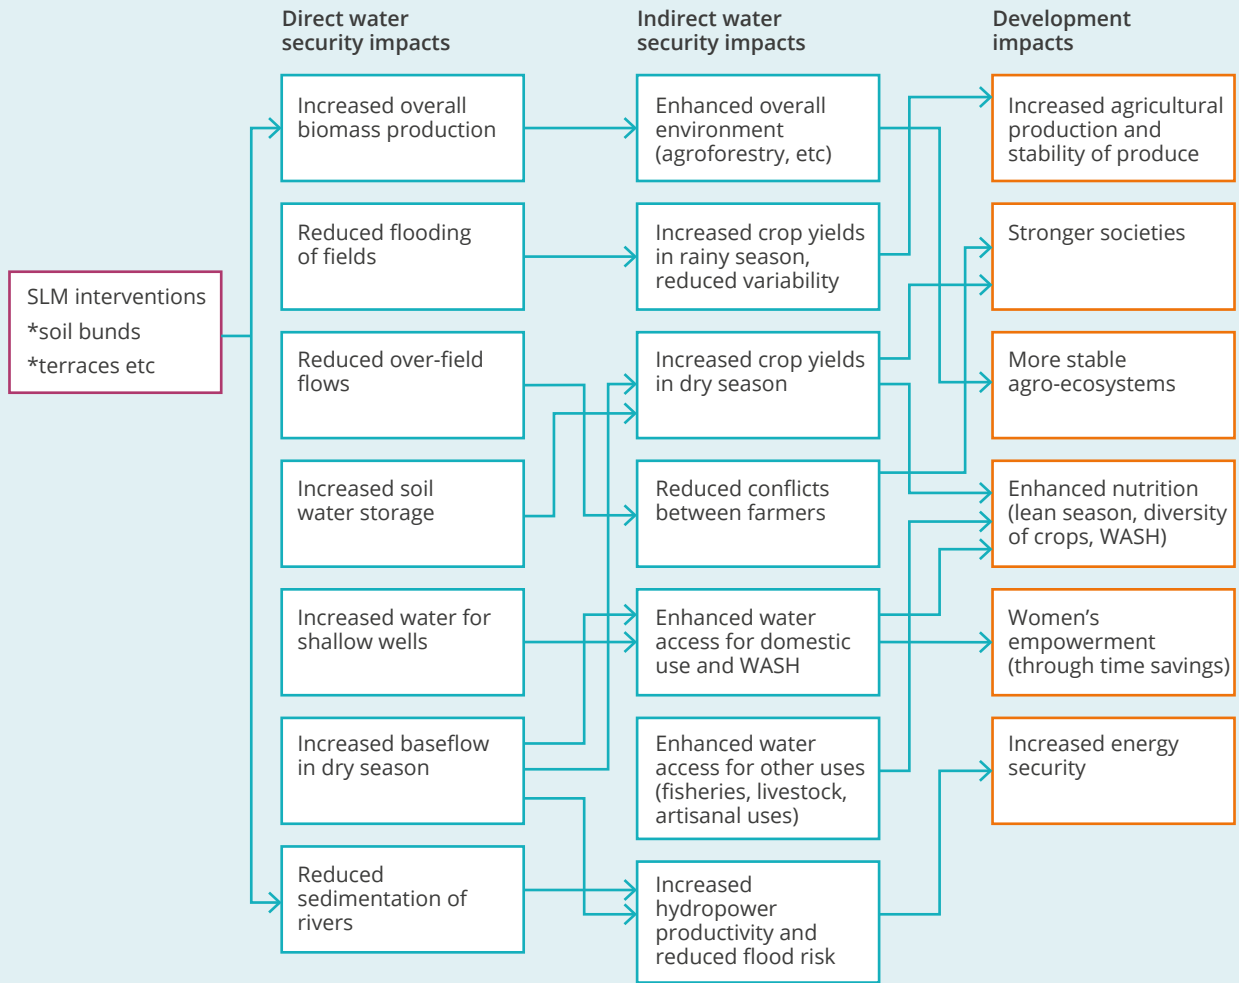 Direct water
security impacts
Indirect water
security impacts
Development
impacts
SLM interventions
*soil bunds
*terraces etc
Increased overall
biomass production
Reduced flooding
of fields
Reduced over-field
flows
Increased soil
water storage
Increased water for
shallow wells
Increased baseflow
in dry season
Reduced
sedimentation of
rivers
Enhanced overall
environment
(agroforestry, etc)
Increased crop yields
in rainy season,
reduced variability
Increased crop yields
in dry season
Reduced conflicts
between farmers
Enhanced water
access for domestic
use and WASH
Enhanced water
access for other uses
(fisheries, livestock,
artisanal uses)
Increased
hydropower
productivity and
reduced flood risk
Increased agricultural
production and
stability of produce
Stronger societies
More stable
agro-ecosystems
Enhanced nutrition
(lean season, diversity
of crops, WASH)
Women’s
empowerment
(through time savings)
Increased energy
security